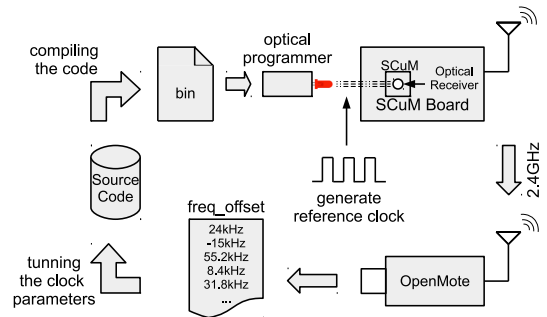 compiling
the code
bin
optical
programmer
SCuM
Optical
Receiver
SCuM Board
2.4GHz
generate
reference clock
Source
Code
freq_offset
24kHz
-15kHz
55.2kHz
8.4kHz
31.8kHz
...
OpenMote
tunning
the clock
parameters